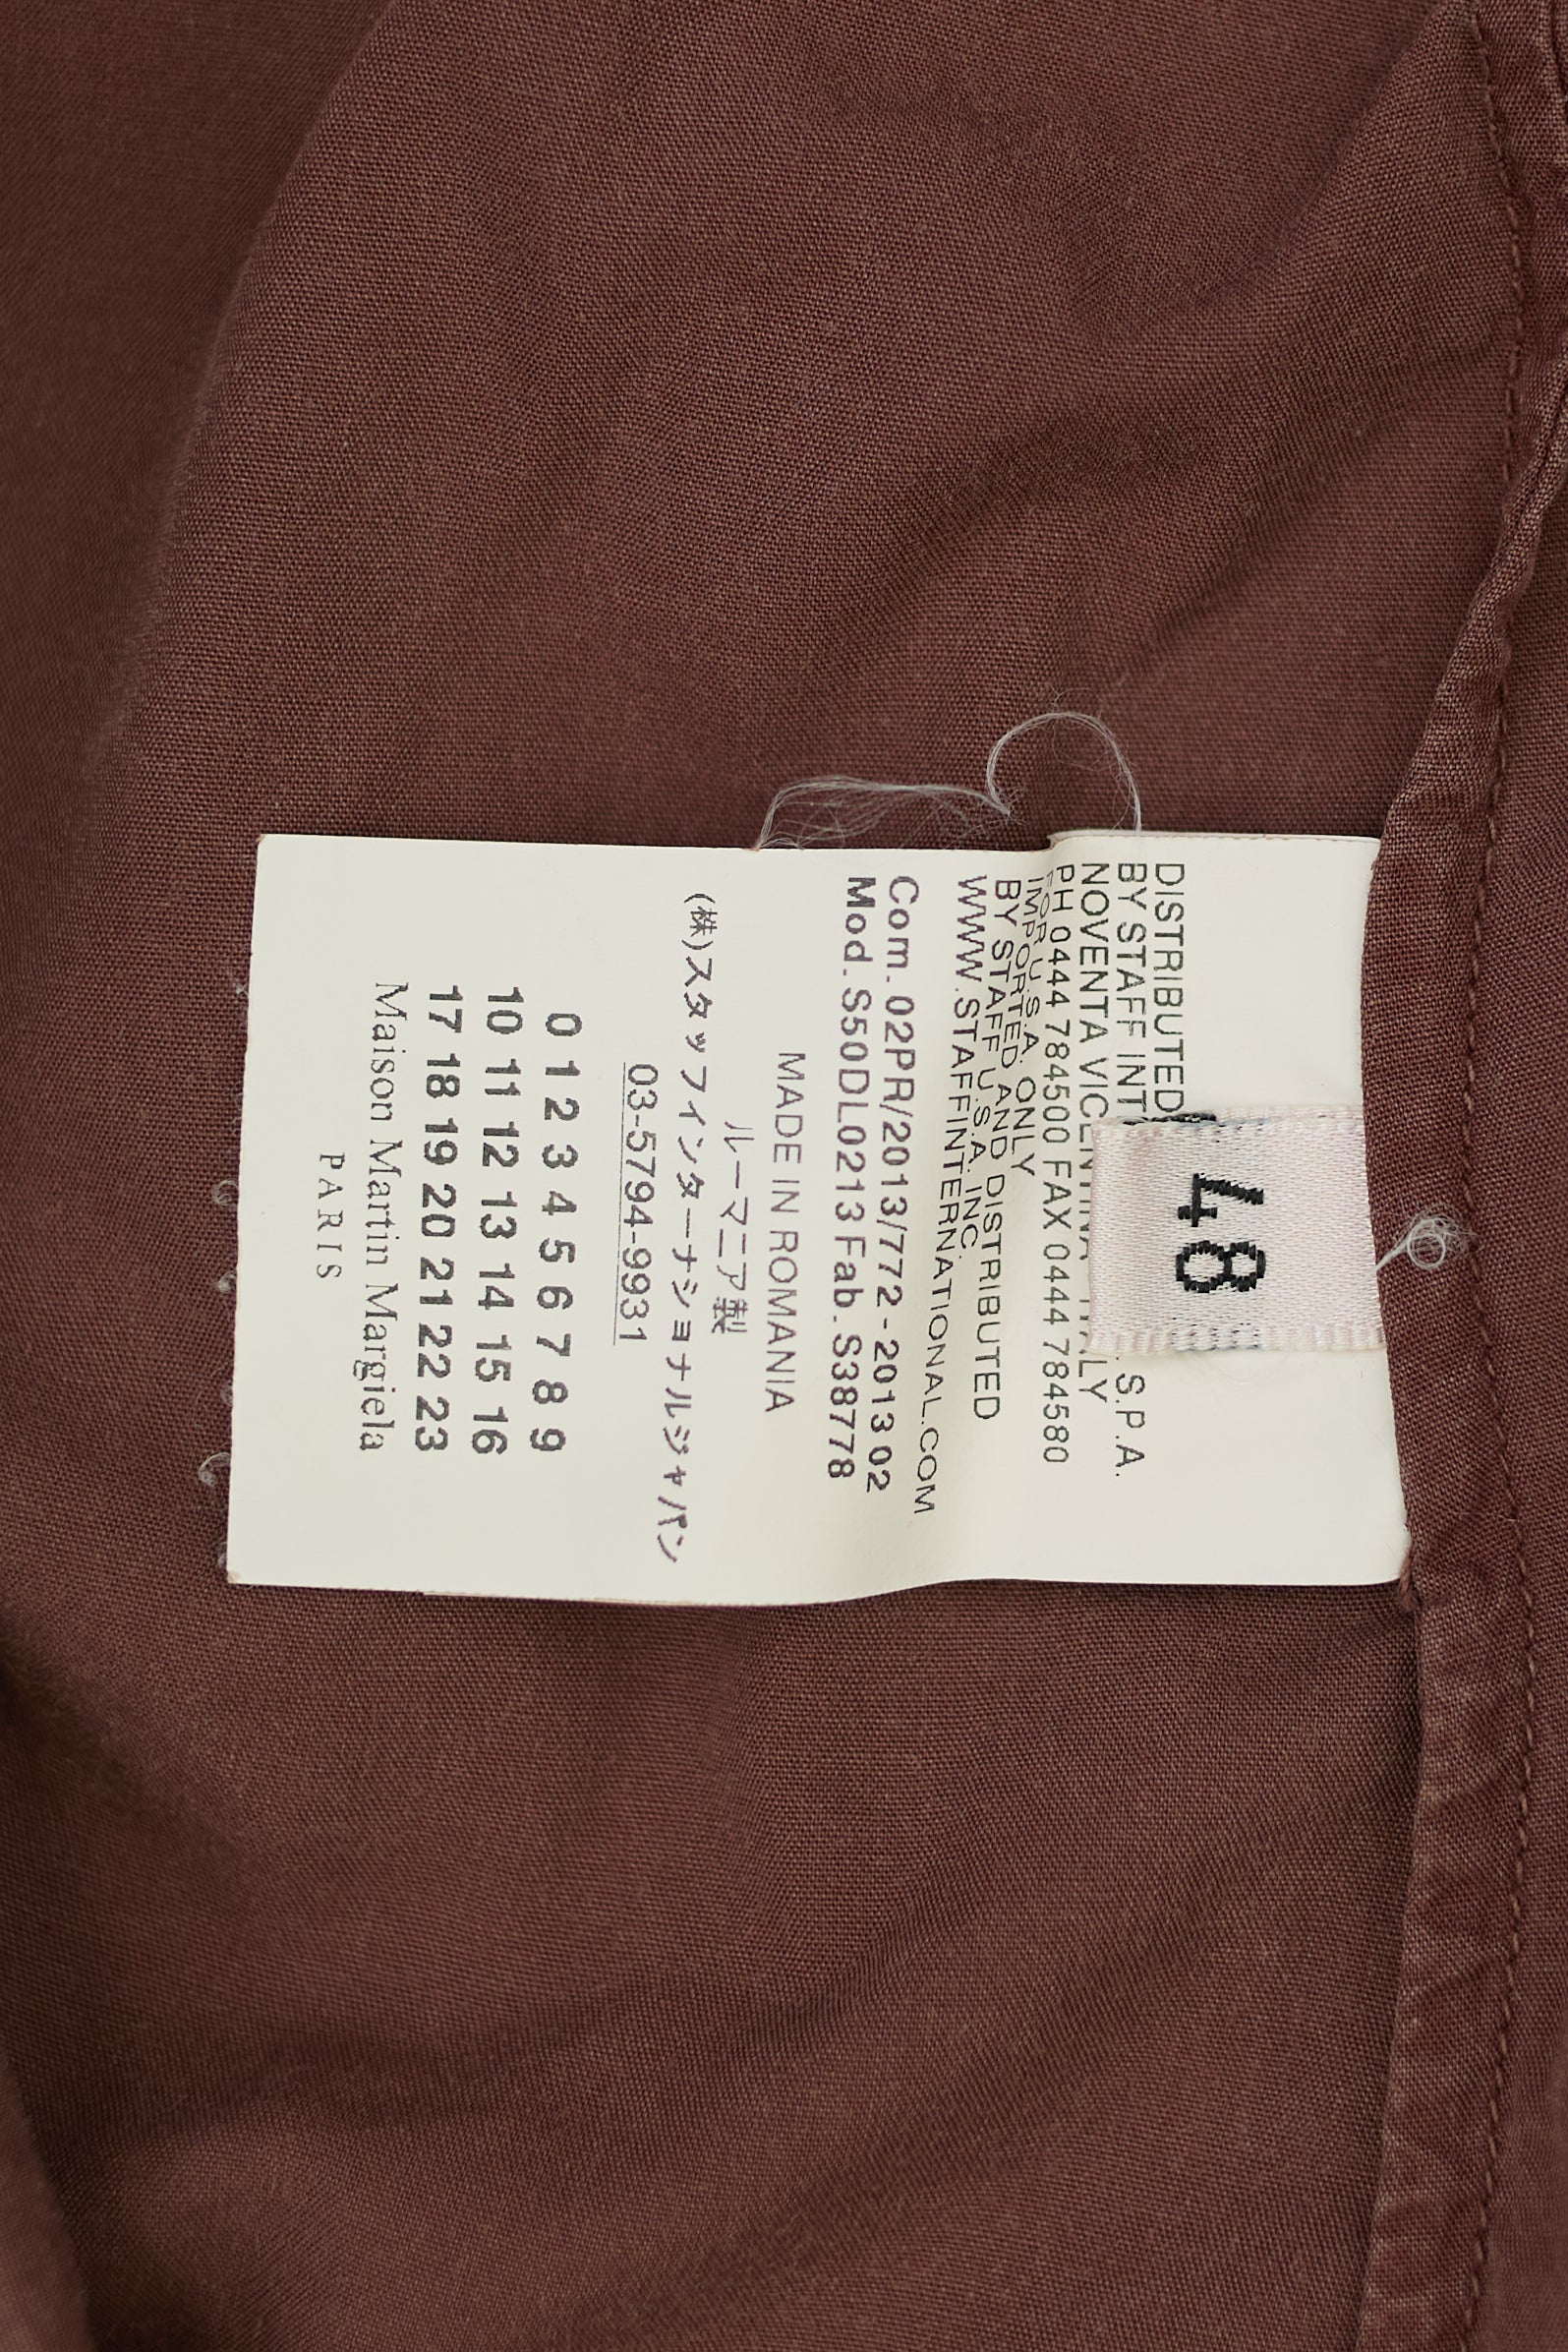 48
DISTRIBUTED
BY STAFF INT S.P.A.
NOVENTA VICENTINA ITALY
PH 0444 784500 FAX 0444 784580
FOR U.S.A. ONLY
IMPORTED AND DISTRIBUTED
BY STAFF U.S.A. INC.
WWW.STAFFINTERNATIONAL.COM
Com. 02PR/2013/772 - 201302
Mod. S50DL0213 Fab. S38778
MADE IN ROMANIA
ルーマニア製
(株)スタッフインターナショナルジャパン
03-5794-9931
0 1 2 3 4 5 6 7 8 9
10 11 12 13 14 15 16
17 18 19 20 21 22 23
Maison Martin Margiela
PARIS